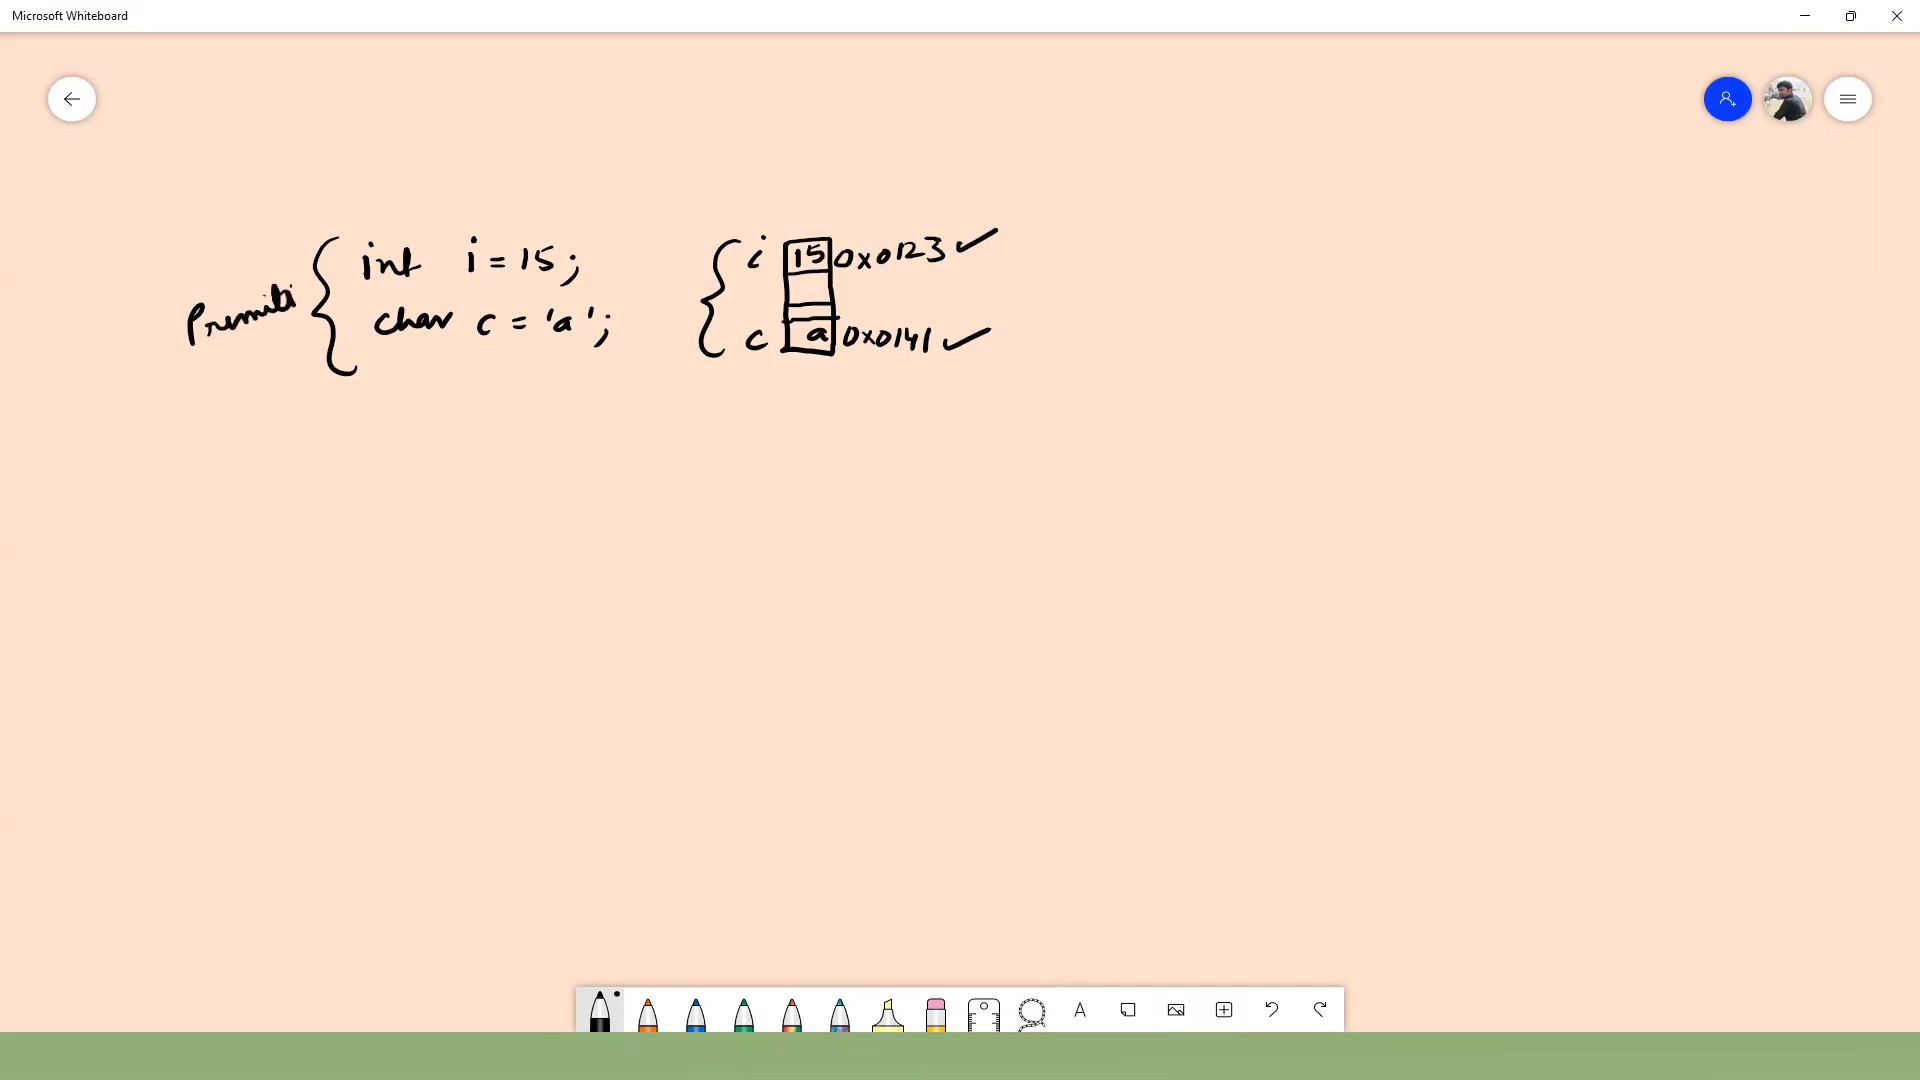 Microsoft Whiteboard
int i = 15;
char c = 'a';
Premiti
i 15 0x0123
c a 0x0141
A